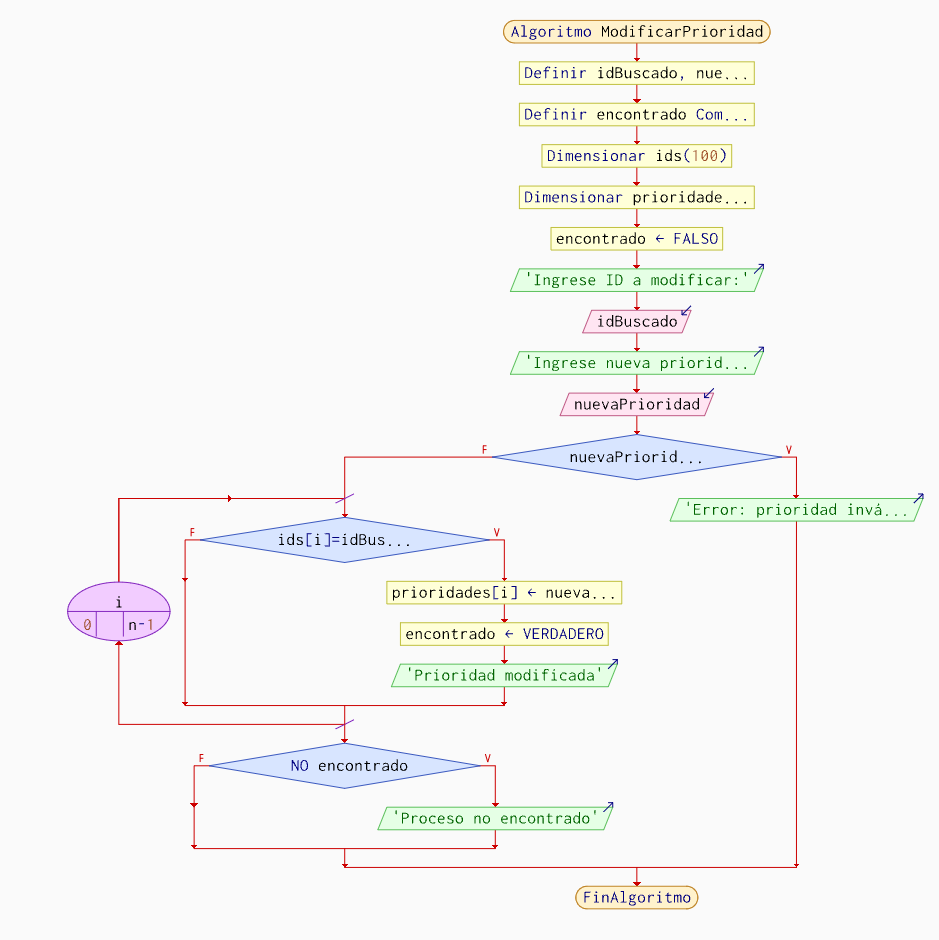 Algoritmo ModificarPrioridad
Definir idBuscado, nue...
Definir encontrado Com...
Dimensionar ids(100)
Dimensionar prioridade...
encontrado ← FALSO
'Ingrese ID a modificar:'
idBuscado
'Ingrese nueva priorid...
nuevaPrioridad
F
V
nuevaPriorid...
'Error: prioridad invá...
F
V
ids[i]=idBus...
prioridades[i] ← nueva...
i
0
n-1
encontrado ← VERDADERO
'Prioridad modificada'
F
V
NO encontrado
'Proceso no encontrado'
FinAlgoritmo